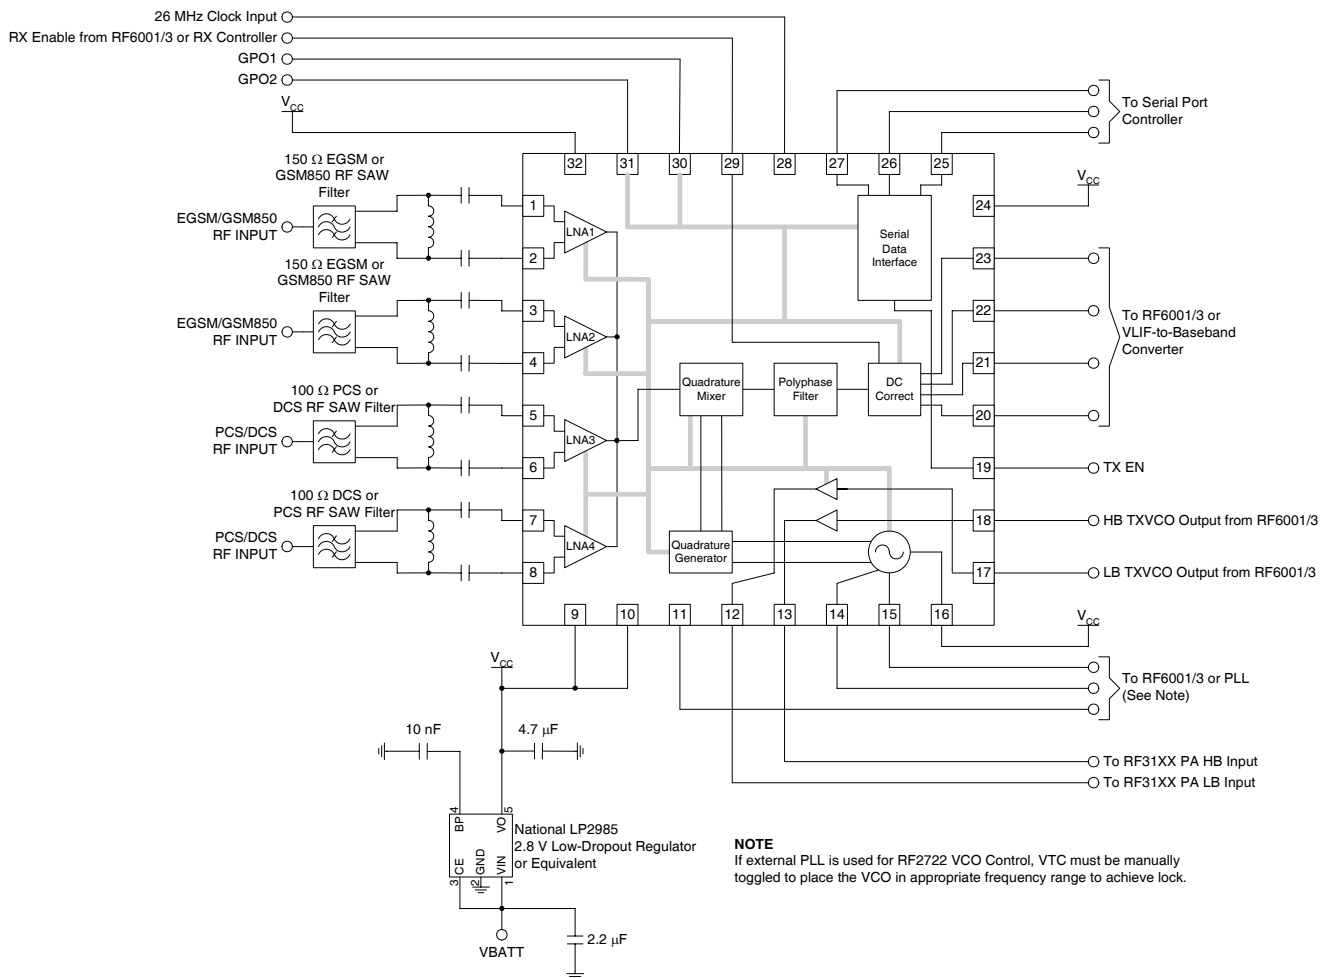 26 MHz Clock Input
RX Enable from RF6001/3 or RX Controller
GPO1
GPO2
VCC
To Serial Port
Controller
32
31
30
29
28
27
26
25
150 Ω EGSM or
GSM850 RF SAW
Filter
EGSM/GSM850
RF INPUT
1
2
LNA1
150 Ω EGSM or
GSM850 RF SAW
Filter
EGSM/GSM850
RF INPUT
3
4
LNA2
100 Ω PCS or
DCS RF SAW Filter
PCS/DCS
RF INPUT
5
6
LNA3
100 Ω DCS or
PCS RF SAW Filter
PCS/DCS
RF INPUT
7
8
LNA4
Serial
Data
Interface
Quadrature
Mixer
Polyphase
Filter
DC
Correct
Quadrature
Generator
VCC
24
23
22
21
20
To RF6001/3 or
VLIF-to-Baseband
Converter
19
TX EN
18
HB TXVCO Output from RF6001/3
17
LB TXVCO Output from RF6001/3
9
10
11
12
13
14
15
16
VCC
To RF6001/3 or PLL
(See Note)
To RF31XX PA HB Input
To RF31XX PA LB Input
VCC
10 nF
4.7 µF
4
5
BP
VO
CE
GND
VIN
3
2
1
National LP2985
2.8 V Low-Dropout Regulator
or Equivalent
VBATT
2.2 µF
NOTE
If external PLL is used for RF2722 VCO Control, VTC must be manually
toggled to place the VCO in appropriate frequency range to achieve lock.